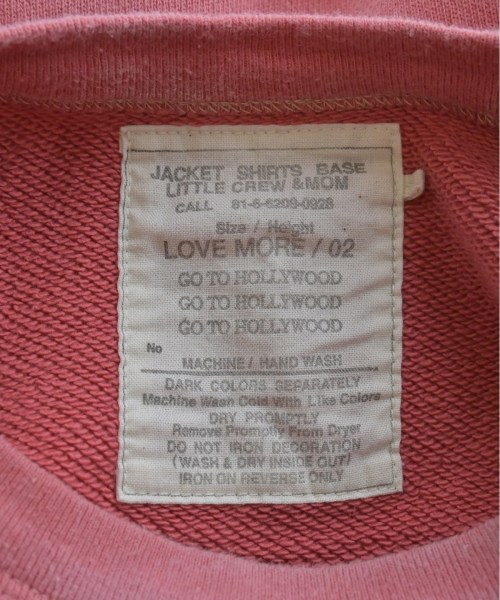 JACKET SHIRTS BASE
LITTLE CREW & MOM
CALL 81-6-6209-0928
Size / Height
LOVE MORE / 02
GO TO HOLLYWOOD
GO TO HOLLYWOOD
GO TO HOLLYWOOD
No
MACHINE / HAND WASH
DARK COLORS SEPARATELY
Machine Wash Cold With Like Colors
DRY PROMPTLY
Remove Promptly From Dryer
DO NOT IRON DECORATION
(WASH & DRY INSIDE OUT)
IRON ON REVERSE ONLY